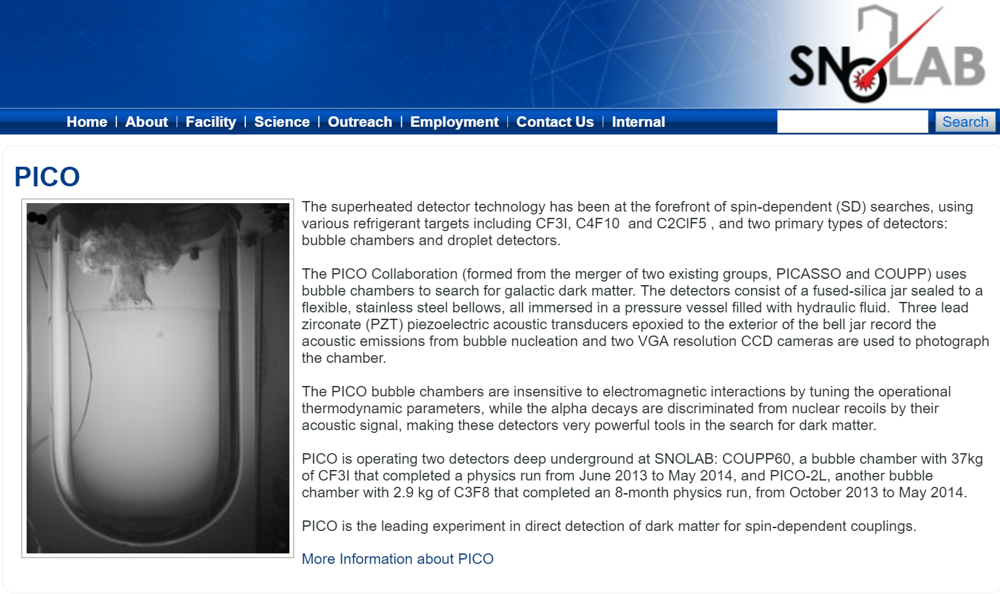 SNOLAB
Home | About | Facility | Science | Outreach | Employment | Contact Us | Internal
Search
PICO
The superheated detector technology has been at the forefront of spin-dependent (SD) searches, using
various refrigerant targets including CF3I, C4F10  and C2ClF5 , and two primary types of detectors:
bubble chambers and droplet detectors.
The PICO Collaboration (formed from the merger of two existing groups, PICASSO and COUPP) uses
bubble chambers to search for galactic dark matter. The detectors consist of a fused-silica jar sealed to a
flexible, stainless steel bellows, all immersed in a pressure vessel filled with hydraulic fluid.  Three lead
zirconate (PZT) piezoelectric acoustic transducers epoxied to the exterior of the bell jar record the
acoustic emissions from bubble nucleation and two VGA resolution CCD cameras are used to photograph
the chamber.
The PICO bubble chambers are insensitive to electromagnetic interactions by tuning the operational
thermodynamic parameters, while the alpha decays are discriminated from nuclear recoils by their
acoustic signal, making these detectors very powerful tools in the search for dark matter.
PICO is operating two detectors deep underground at SNOLAB: COUPP60, a bubble chamber with 37kg
of CF3I that completed a physics run from June 2013 to May 2014, and PICO-2L, another bubble
chamber with 2.9 kg of C3F8 that completed an 8-month physics run, from October 2013 to May 2014.
PICO is the leading experiment in direct detection of dark matter for spin-dependent couplings.
More Information about PICO